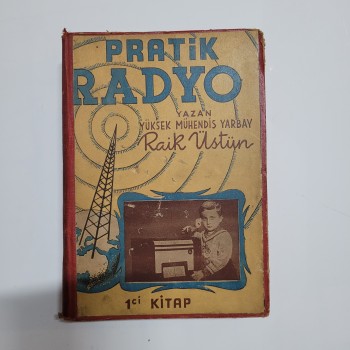 PRATİK
RADYO
YAZAN
YÜKSEK MÜHENDİS YARBAY
Raik Üstün
1ci KİTAP